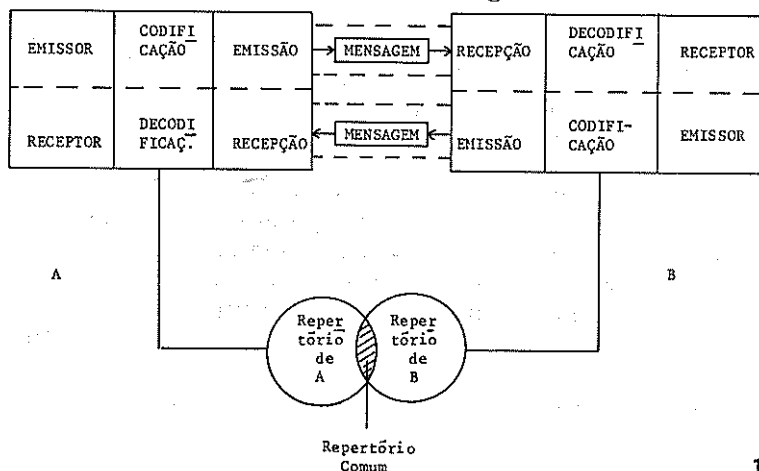 EMISSOR
CODIFI
CAÇÃO
EMISSÃO
MENSAGEM
RECEPÇÃO
DECODIFI
CAÇÃO
RECEPTOR
RECEPTOR
DECODI
FICAÇ.
RECEPÇÃO
MENSAGEM
EMISSÃO
CODIFI-
CAÇÃO
EMISSOR
A
B
Reper
tório
de
A
Reper
tório
de
B
Repertório
Comum